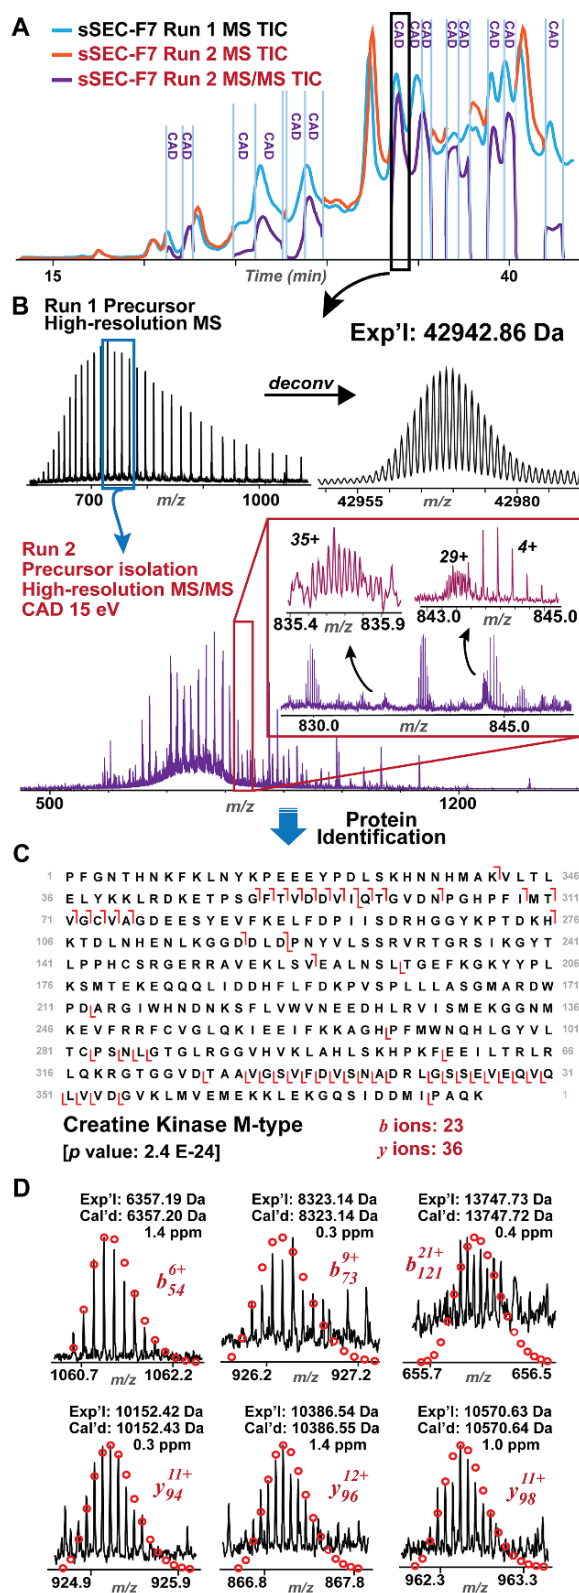 A
sSEC-F7 Run 1 MS TIC
sSEC-F7 Run 2 MS TIC
sSEC-F7 Run 2 MS/MS TIC
CAD
CAD
CAD
CAD
CAD
CAD
CAD
CAD
CAD
CAD
CAD
CAD
CAD
CAD
15
Time (min)
40
B
Run 1 Precursor
High-resolution MS
Exp'l: 42942.86 Da
deconv
700
m/z
1000
42955
m/z
42980
Run 2
Precursor isolation
High-resolution MS/MS
CAD 15 eV
35+
29+
4+
835.4
m/z
835.9
843.0
m/z
845.0
830.0
m/z
845.0
500
m/z
1200
Protein
Identification
C
1 P F G N T H N K F K L N Y K P E E E Y P D L S K H N N H M A K V L T L 346
36 E L Y K K L R D K E T P S G F T V D D V I Q T G V D N P G H P F I M T 311
71 V G C V A G D E E S Y E V F K E L F D P I I S D R H G G Y K P T D K H 276
106 K T D L N H E N L K G G D D L D P N Y V L S S R V R T G R S I K G Y T 241
141 L P P H C S R G E R R A V E K L S V E A L N S L T G E F K G K Y Y P L 206
176 K S M T E K E Q Q Q L I D D H F L F D K P V S P L L L A S G M A R D W 171
211 P D A R G I W H N D N K S F L V W V N E E D H L R V I S M E K G G N M 136
246 K E V F R R F C V G L Q K I E E I F K K A G H P F M W N Q H L G Y V L 101
281 T C P S N L G T G L R G G V H V K L A H L S K H P K F E E I L T R L R 66
316 L Q K R G T G G V D T A A V G S V F D V S N A D R L G S S E V E Q V Q 31
351 L V V D G V K L M V E M E K K L E K G Q S I D D M I P A Q K 1
Creatine Kinase M-type
[p value: 2.4 E-24]
b ions: 23
y ions: 36
D
Exp'l: 6357.19 Da
Cal'd: 6357.20 Da
1.4 ppm
b 54 6+
1060.7
m/z
1062.2
Exp'l: 8323.14 Da
Cal'd: 8323.14 Da
0.3 ppm
b 73 9+
926.2
m/z
927.2
Exp'l: 13747.73 Da
Cal'd: 13747.72 Da
0.4 ppm
b 121 21+
655.7
m/z
656.5
Exp'l: 10152.42 Da
Cal'd: 10152.43 Da
0.3 ppm
y 94 11+
924.9
m/z
925.9
Exp'l: 10386.54 Da
Cal'd: 10386.55 Da
1.4 ppm
y 96 12+
866.8
m/z
867.8
Exp'l: 10570.63 Da
Cal'd: 10570.64 Da
1.0 ppm
y 98 11+
962.3
m/z
963.3